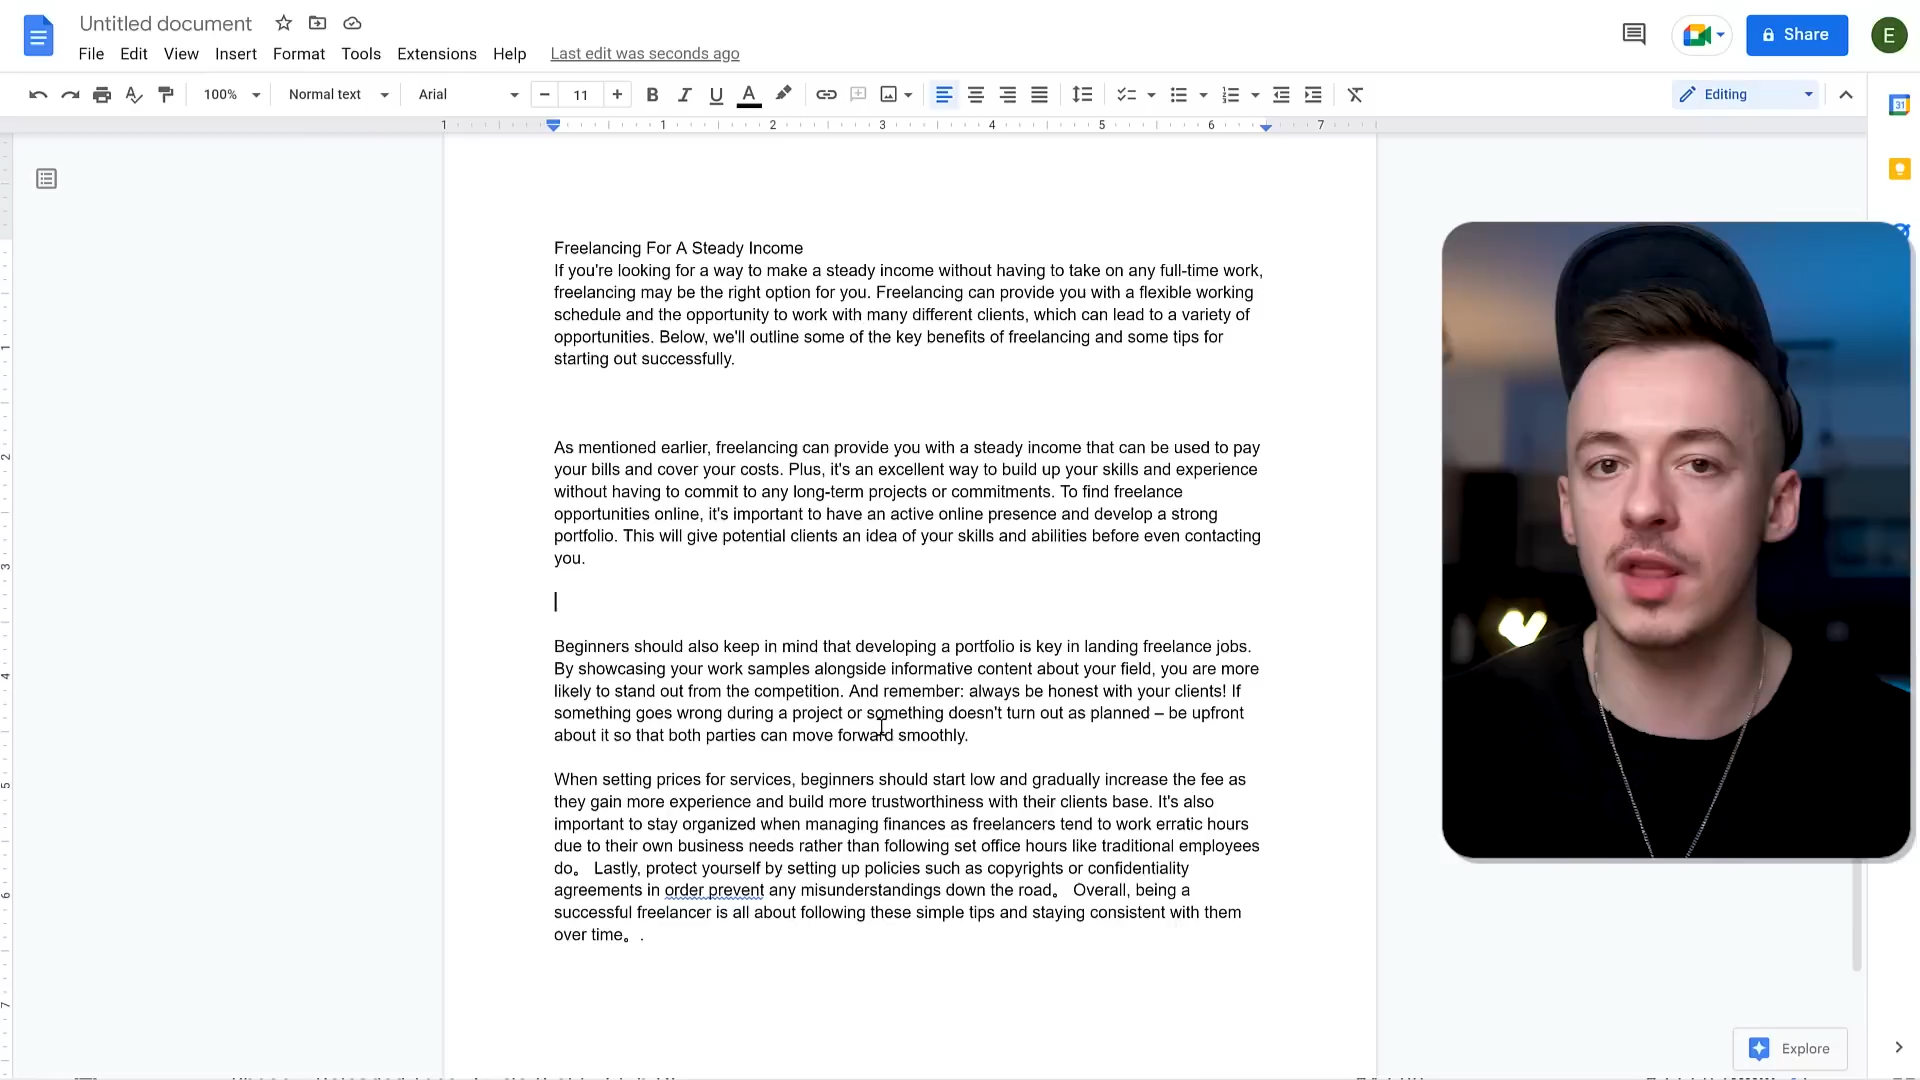 Untitled document
File Edit View Insert Format Tools Extensions Help Last edit was seconds ago
Share
E
100% Normal text Arial 11 B I U A
Editing
31
1 1 2 3 4 5 6 7
Freelancing For A Steady Income
If you're looking for a way to make a steady income without having to take on any full-time work,
freelancing may be the right option for you. Freelancing can provide you with a flexible working
schedule and the opportunity to work with many different clients, which can lead to a variety of
opportunities. Below, we'll outline some of the key benefits of freelancing and some tips for
starting out successfully.
As mentioned earlier, freelancing can provide you with a steady income that can be used to pay
your bills and cover your costs. Plus, it's an excellent way to build up your skills and experience
without having to commit to any long-term projects or commitments. To find freelance
opportunities online, it's important to have an active online presence and develop a strong
portfolio. This will give potential clients an idea of your skills and abilities before even contacting
you.
Beginners should also keep in mind that developing a portfolio is key in landing freelance jobs.
By showcasing your work samples alongside informative content about your field, you are more
likely to stand out from the competition. And remember: always be honest with your clients! If
something goes wrong during a project or something doesn't turn out as planned – be upfront
about it so that both parties can move forward smoothly.
When setting prices for services, beginners should start low and gradually increase the fee as
they gain more experience and build more trustworthiness with their clients base. It's also
important to stay organized when managing finances as freelancers tend to work erratic hours
due to their own business needs rather than following set office hours like traditional employees
do。 Lastly, protect yourself by setting up policies such as copyrights or confidentiality
agreements in order prevent any misunderstandings down the road。 Overall, being a
successful freelancer is all about following these simple tips and staying consistent with them
over time。 .
1
2
3
4
5
6
7
Explore